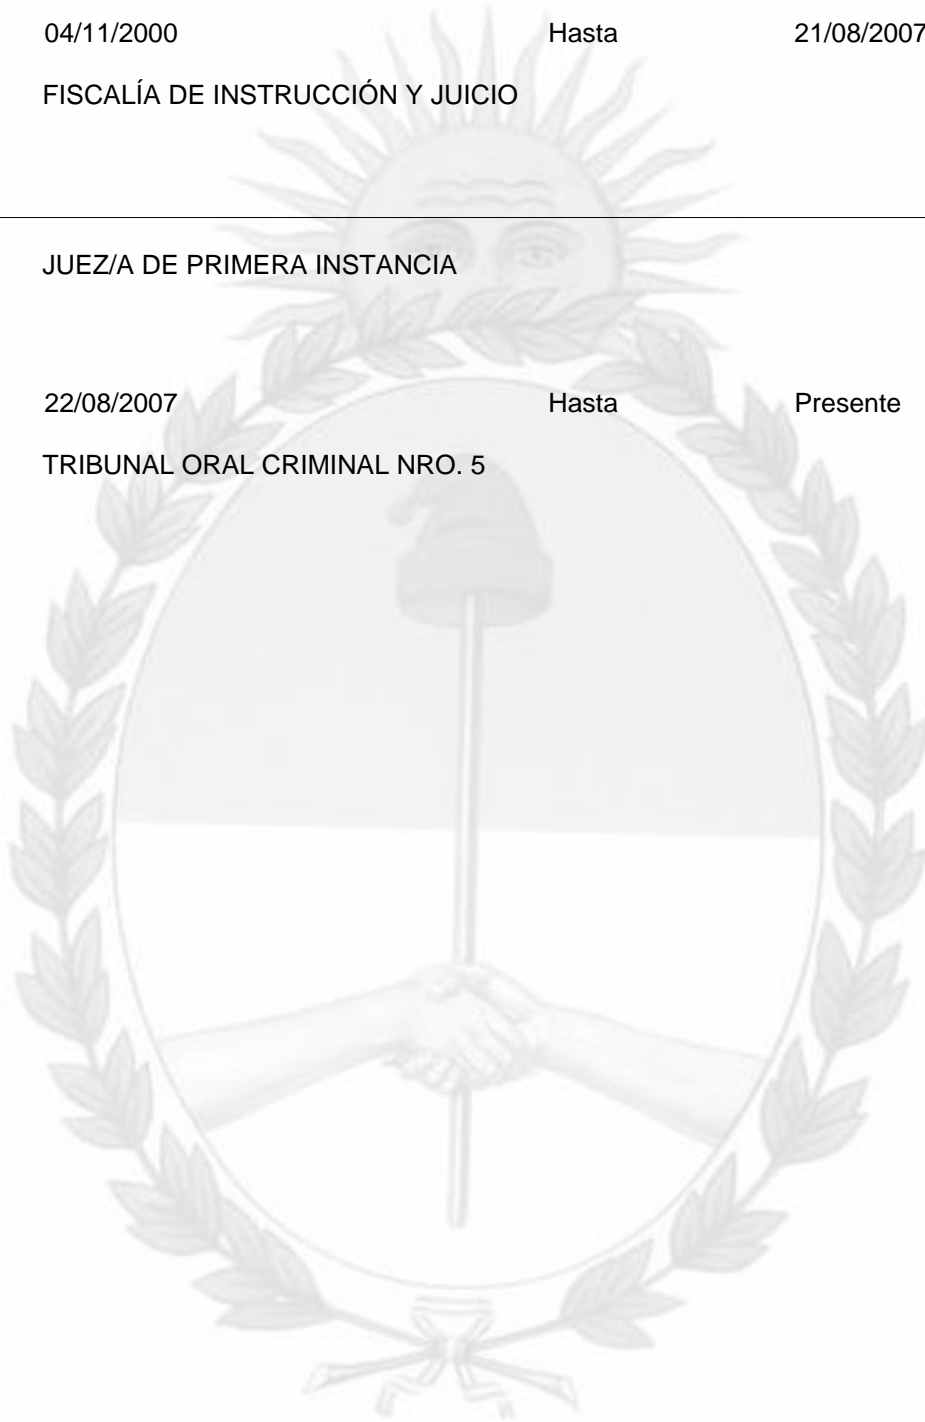 04/11/2000 Hasta 21/08/2007
FISCALÍA DE INSTRUCCIÓN Y JUICIO
JUEZ/A DE PRIMERA INSTANCIA
22/08/2007 Hasta Presente
TRIBUNAL ORAL CRIMINAL NRO. 5